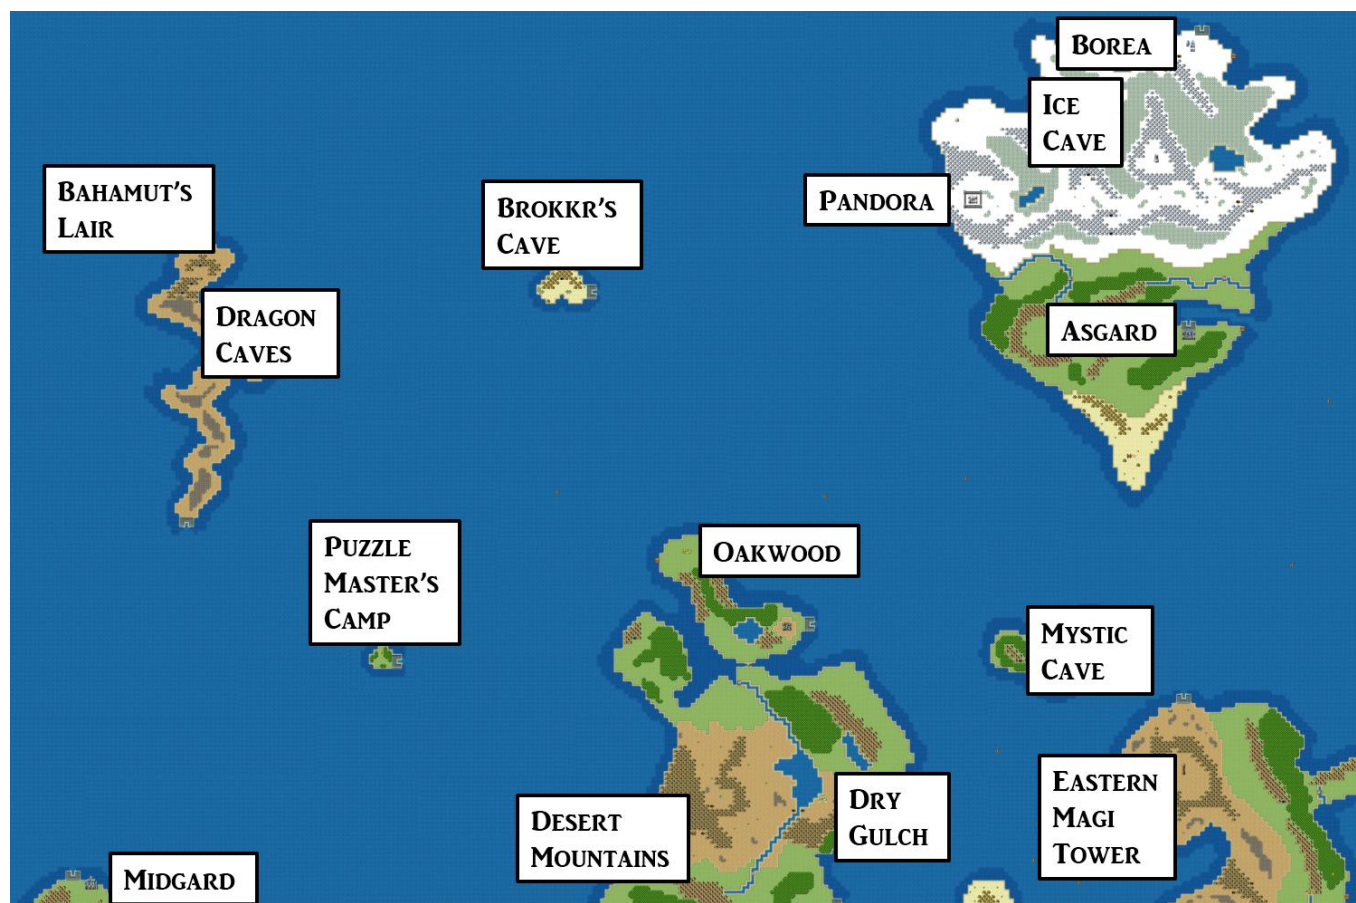 BOREA
ICE
CAVE
BAHAMUT'S
LAIR
BROKKR'S
CAVE
PANDORA
DRAGON
CAVES
ASGARD
PUZZLE
MASTER'S
CAMP
OAKWOOD
MYSTIC
CAVE
EASTERN
MAGI
TOWER
DRY
GULCH
DESERT
MOUNTAINS
MIDGARD